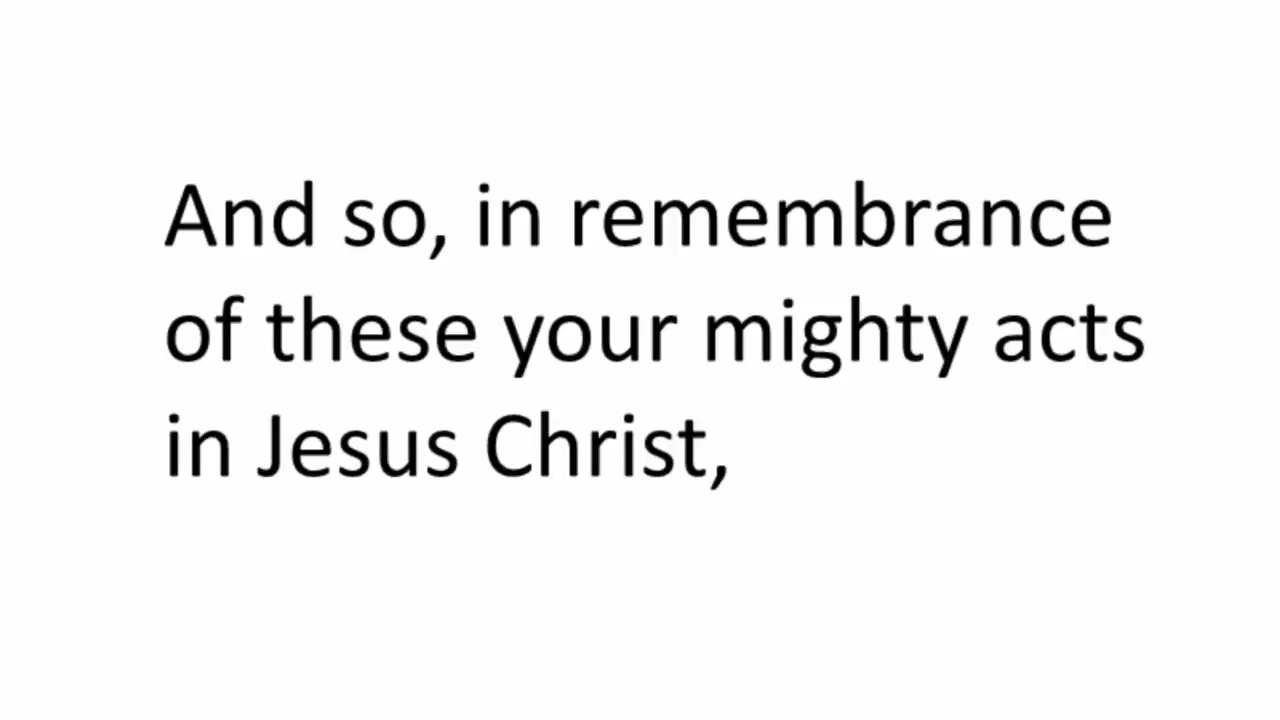 And so, in remembrance
of these your mighty acts
in Jesus Christ,